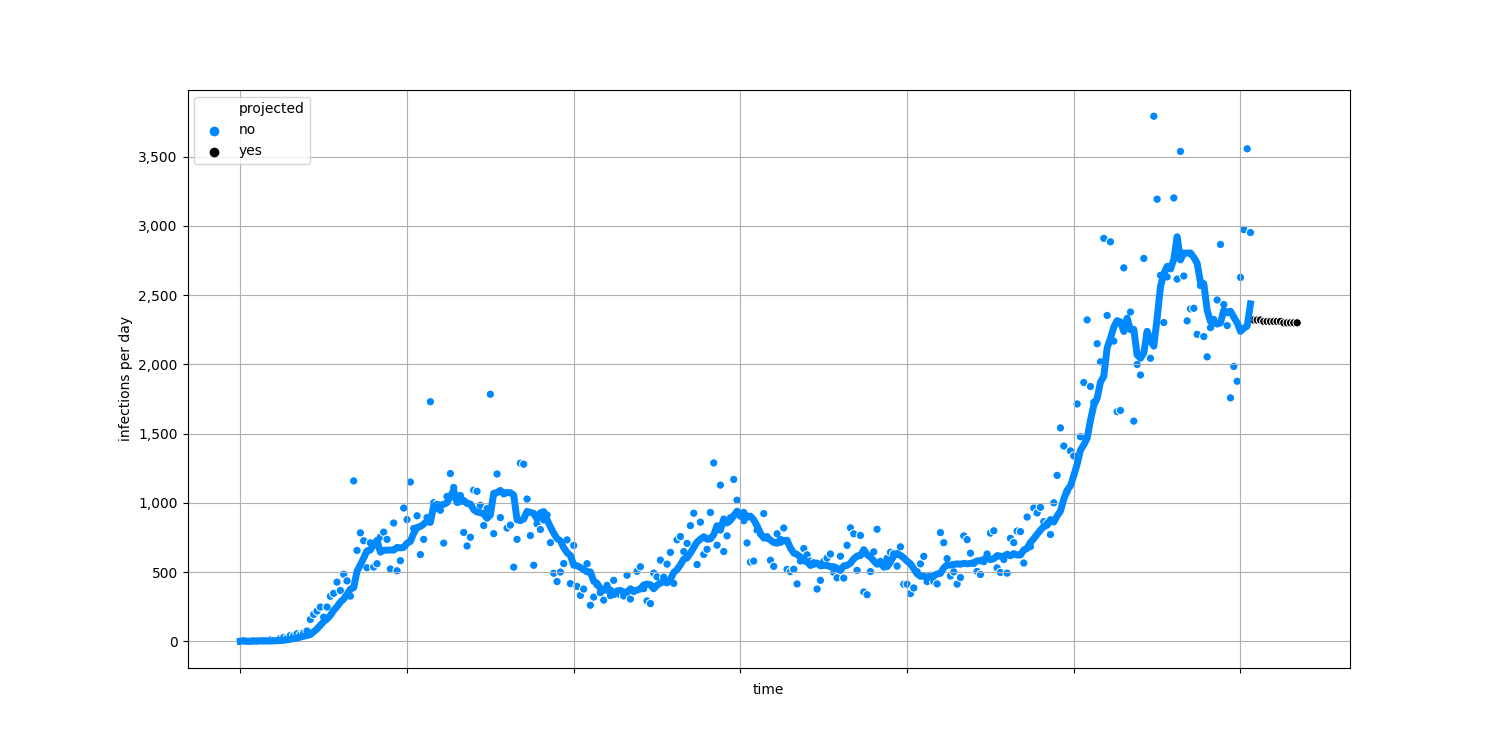 projected
no
yes
3,500
3,000
2,500
2,000
1,500
1,000
500
0
infections per day
time